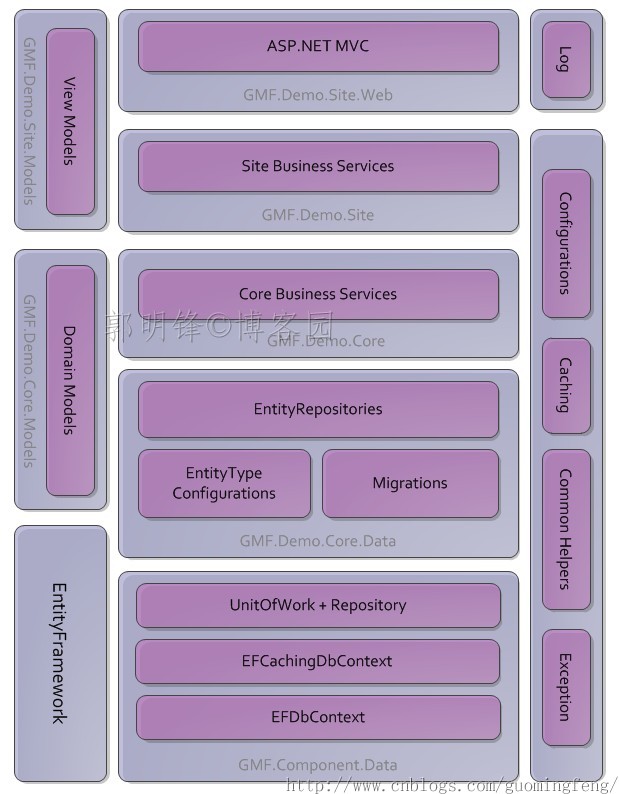 GMF.Demo.Site.Models
View Models
ASP.NET MVC
GMF.Demo.Site.Web
Log
Site Business Services
GMF.Demo.Site
GMF.Demo.Core.Models
Domain Models
Core Business Services
郭明锋©博客园
GMF.Demo.Core
EntityRepositories
EntityType
Configurations
Migrations
GMF.Demo.Core.Data
Configurations
Caching
Common Helpers
Exception
EntityFramework
UnitOfWork + Repository
EFCachingDbContext
EFDbContext
GMF.Component.Data
http://www.cnblogs.com/guomingfeng/